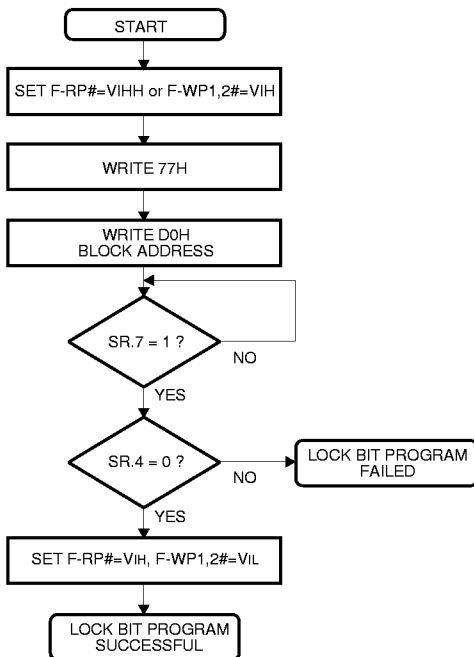 START
SET F-RP#=VIHH or F-WP1,2#=VIH
WRITE 77H
WRITE D0H
BLOCK ADDRESS
SR.7 = 1 ?
NO
YES
SR.4 = 0 ?
NO
LOCK BIT PROGRAM
FAILED
YES
SET F-RP#=VIH, F-WP1,2#=VIL
LOCK BIT PROGRAM
SUCCESSFUL